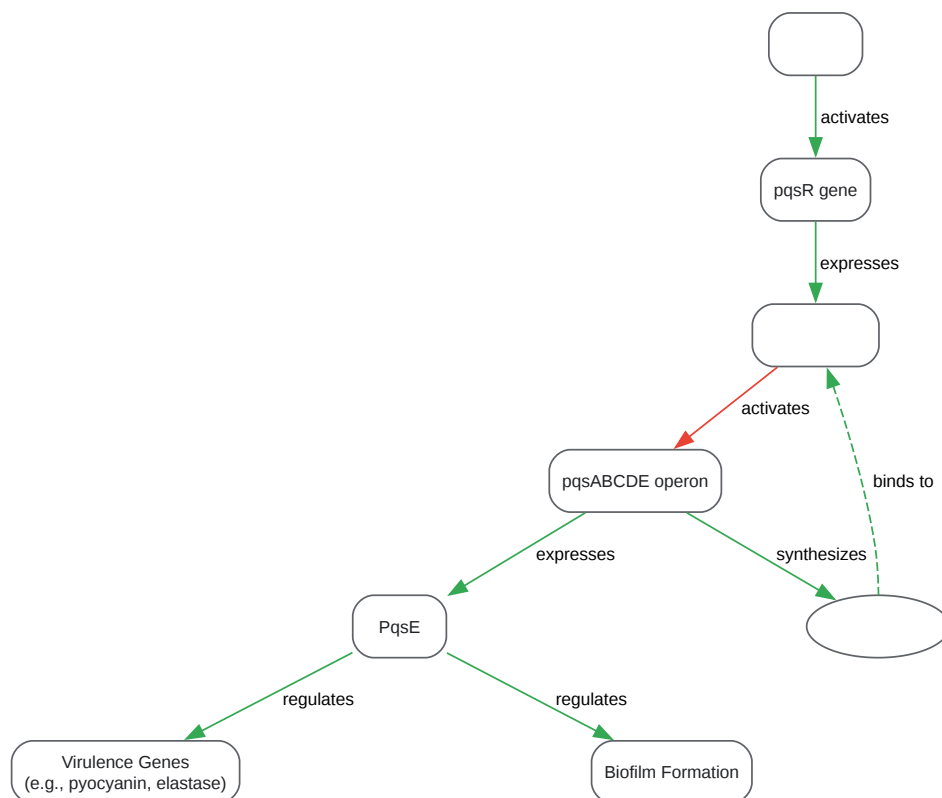 activates
pqsR gene
expresses
activates
pqsABCDE operon
binds to
expresses
synthesizes
PqsE
regulates
regulates
Virulence Genes
(e.g., pyocyanin, elastase)
Biofilm Formation